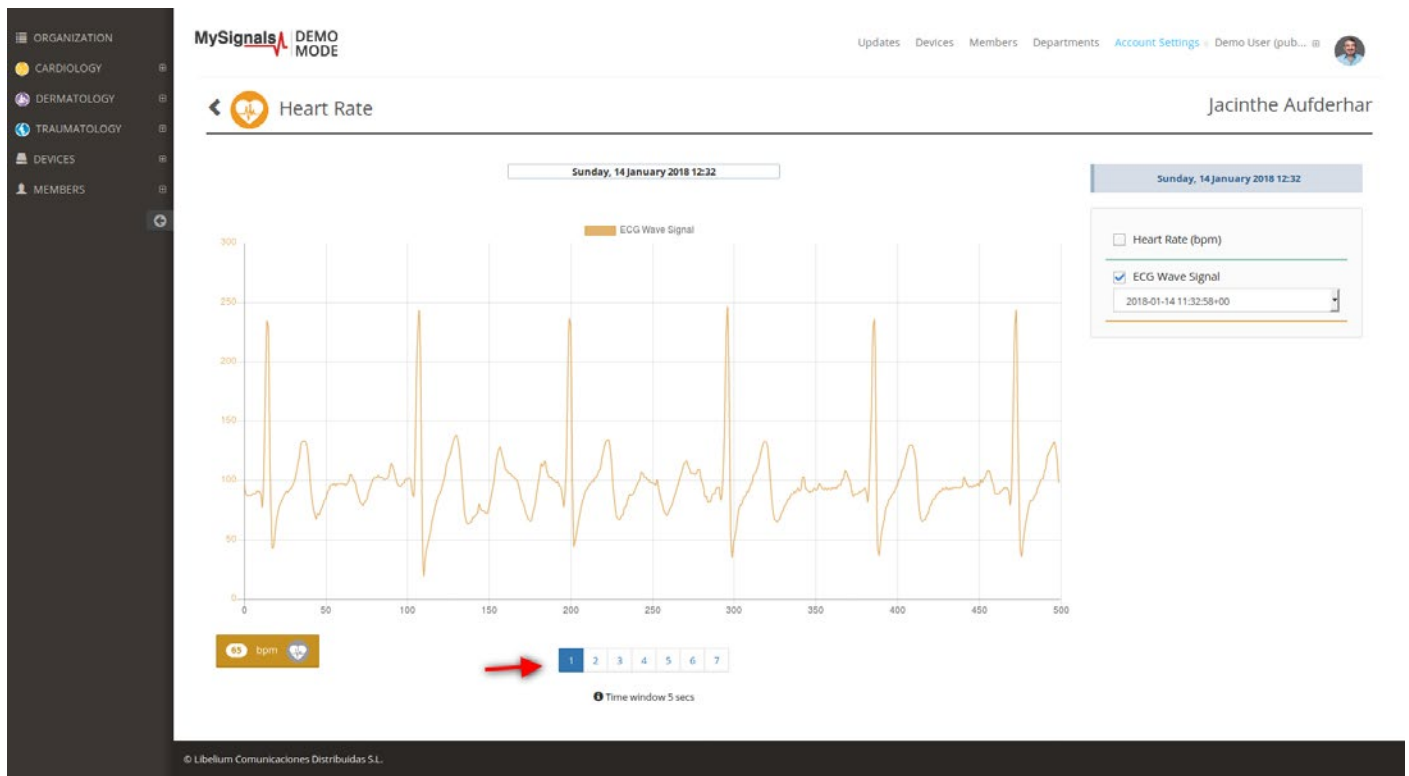 ORGANIZATION
CARDIOLOGY
DERMATOLOGY
TRAUMATOLOGY
DEVICES
MEMBERS
MySignals DEMO MODE
Updates Devices Members Departments Account Settings Demo User (pub...
Heart Rate
Jacinthe Aufderhar
Sunday, 14 January 2018 12:32
ECG Wave Signal
300
250
200
150
100
50
0
0 50 100 150 200 250 300 350 400 450 500
65 bpm
1 2 3 4 5 6 7
Time window 5 secs
Sunday, 14 January 2018 12:32
Heart Rate (bpm)
ECG Wave Signal
2018-01-14 11:32:58+00
© Libelium Comunicaciones Distribuidas S.L.